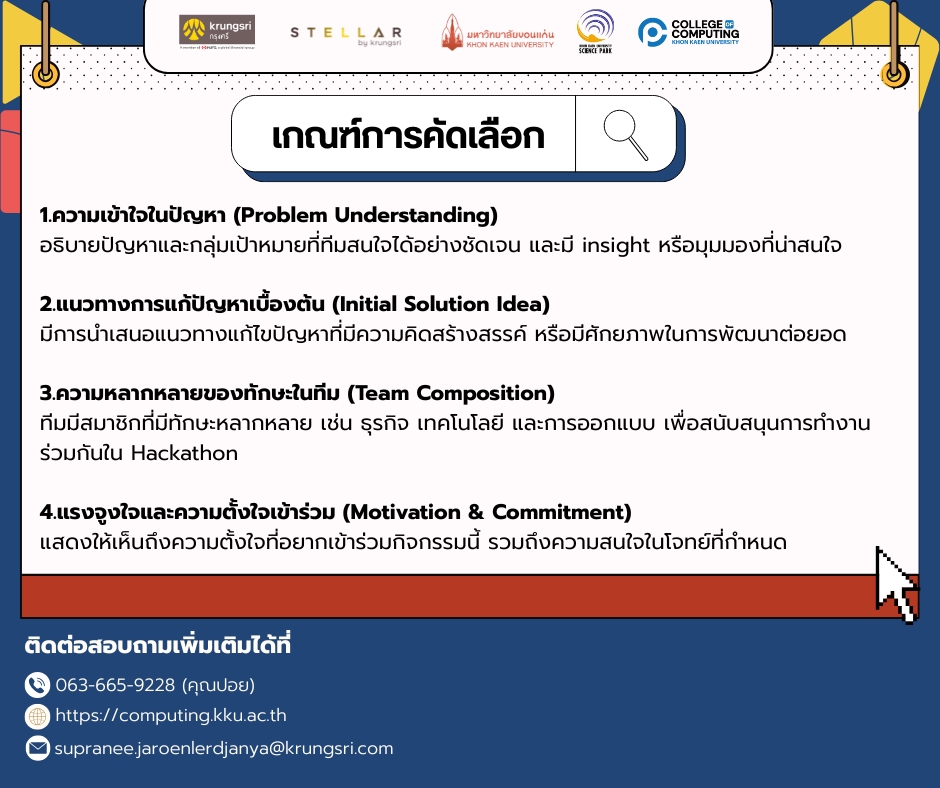 krungsri
กรุงศรี
STELLAR
by krungsri
มหาวิทยาลัยขอนแก่น
KHON KAEN UNIVERSITY
KHON KAEN UNIVERSITY
SCIENCE PARK
COLLEGE OF
COMPUTING
KHON KAEN UNIVERSITY
เกณฑ์การคัดเลือก
1.ความเข้าใจในปัญหา (Problem Understanding)
อธิบายปัญหาและกลุ่มเป้าหมายที่ทีมสนใจได้อย่างชัดเจน และมี insight หรือมุมมองที่น่าสนใจ
2.แนวทางการแก้ปัญหาเบื้องต้น (Initial Solution Idea)
มีการนำเสนอแนวทางแก้ไขปัญหาที่มีความคิดสร้างสรรค์ หรือมีศักยภาพในการพัฒนาต่อยอด
3.ความหลากหลายของทักษะในทีม (Team Composition)
ทีมมีสมาชิกที่มีทักษะหลากหลาย เช่น ธุรกิจ เทคโนโลยี และการออกแบบ เพื่อสนับสนุนการทำงาน
ร่วมกันใน Hackathon
4.แรงจูงใจและความตั้งใจเข้าร่วม (Motivation & Commitment)
แสดงให้เห็นถึงความตั้งใจที่อยากเข้าร่วมกิจกรรมนี้ รวมถึงความสนใจในโจทย์ที่กำหนด
ติดต่อสอบถามเพิ่มเติมได้ที่
063-665-9228 (คุณปอย)
https://computing.kku.ac.th
supranee.jaroenlerdjanya@krungsri.com